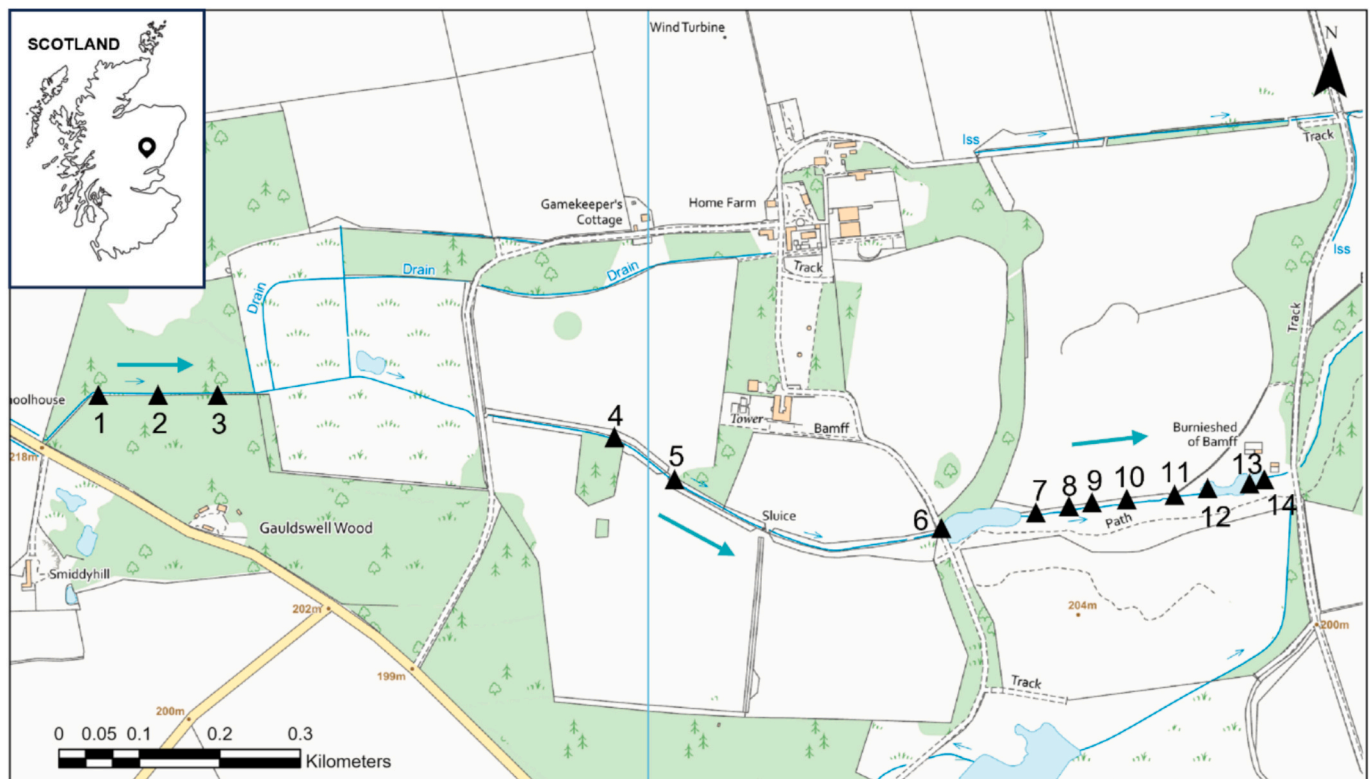 SCOTLAND
Wind Turbine
N
Iss
Track
Gamekeeper's
Cottage
Home Farm
Drain
Drain
Drain
Track
Iss
Track
hoolhouse
1
2
3
4
5
6
7
8
9
10
11
12
13
14
Tower
Bamff
Burnieshed
of Bamff
218m
Sluice
Path
Gauldswell Wood
Smiddyhill
202m
204m
200m
199m
Track
200m
0
0.05
0.1
0.2
0.3
Kilometers